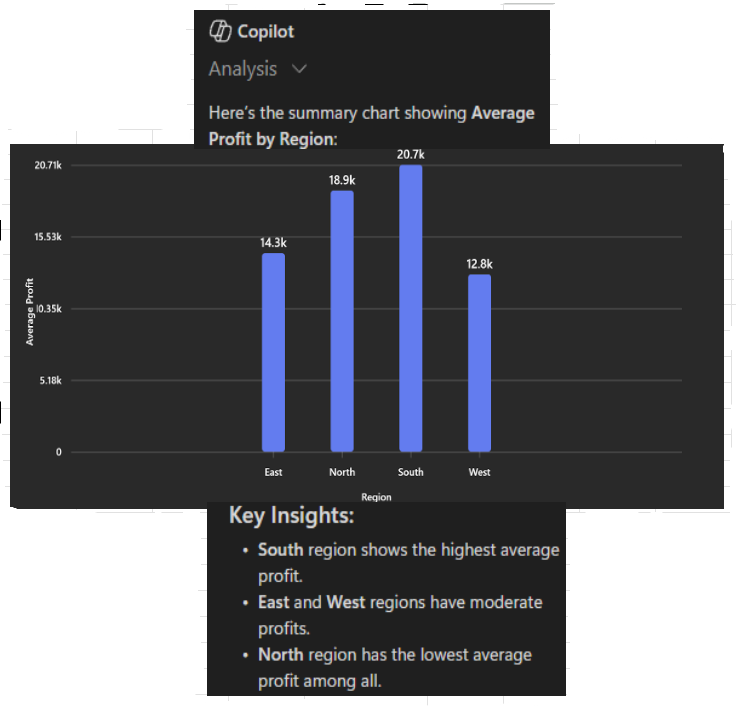 Copilot
Analysis
Here's the summary chart showing Average
Profit by Region:
20.71k
15.53k
10.35k
5.18k
0
Average Profit
14.3k
18.9k
20.7k
12.8k
East
North
South
West
Region
Key Insights:
• South region shows the highest average
profit.
• East and West regions have moderate
profits.
• North region has the lowest average
profit among all.